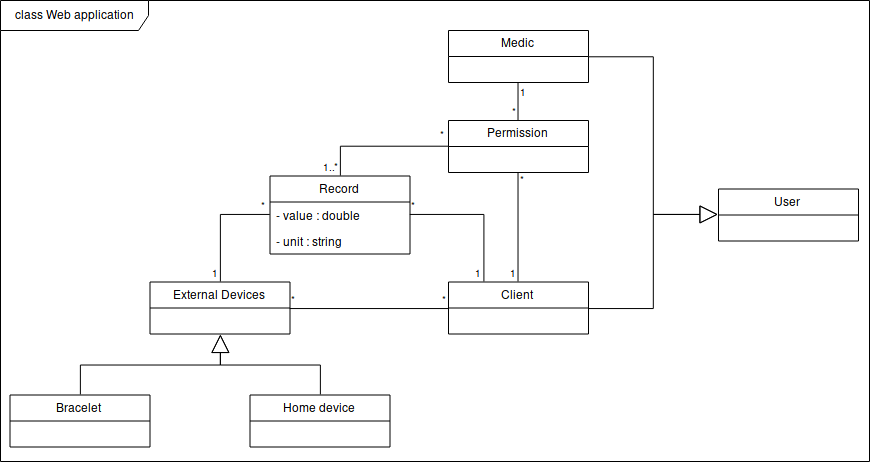 class Web application
Medic
1
*
Permission
*
1..*
*
Record
- value : double
- unit : string
*
*
User
1
1
1
External Devices
*
*
Client
Bracelet
Home device